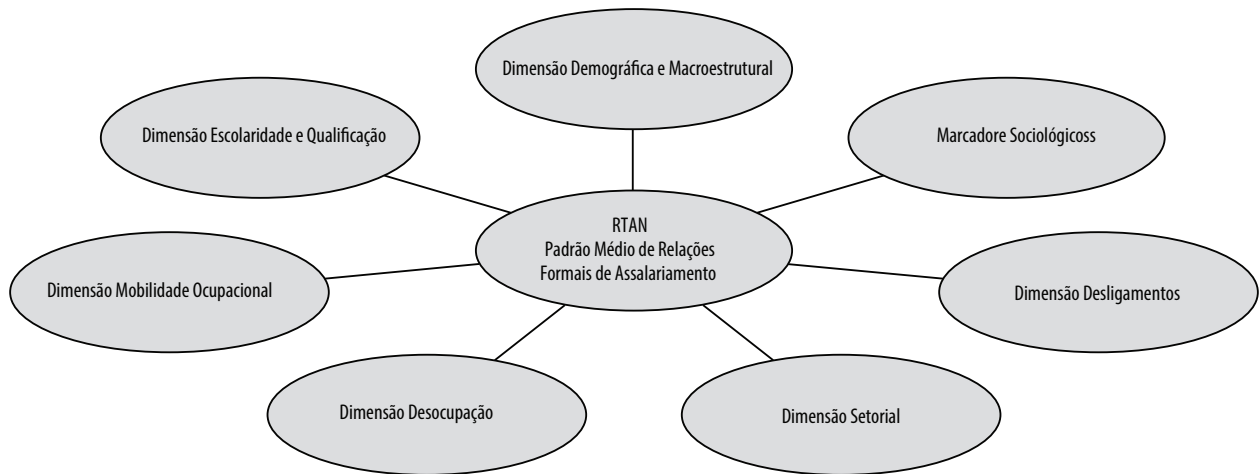 Dimensão Demográfica e Macroestrutural
Dimensão Escolaridade e Qualificação
Marcadore Sociológicoss
RTAN
Padrão Médio de Relações
Formais de Assalariamento
Dimensão Mobilidade Ocupacional
Dimensão Desligamentos
Dimensão Desocupação
Dimensão Setorial